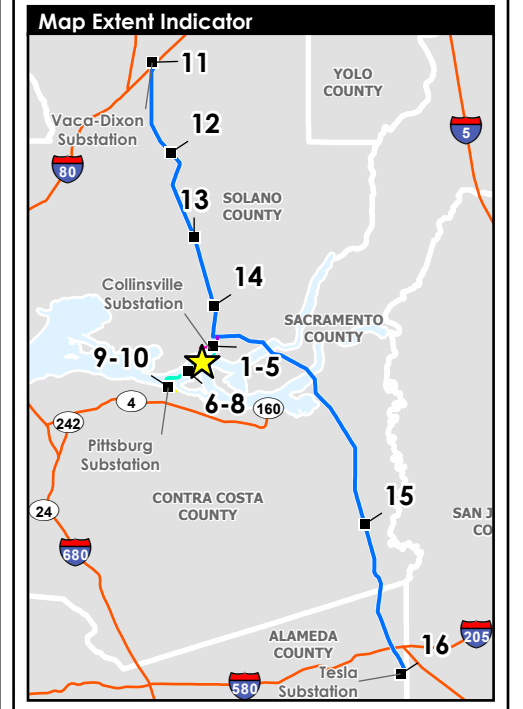 Map Extent Indicator
11
YOLO
COUNTY
Vaca-Dixon
Substation
12
5
80
13
SOLANO
COUNTY
14
Collinsville
Substation
SACRAMENTO
COUNTY
9-10
1-5
6-8
4
160
242
Pittsburg
Substation
15
CONTRA COSTA
COUNTY
24
SAN J
CO
680
ALAMEDA
COUNTY
205
16
Tesla
Substation
580